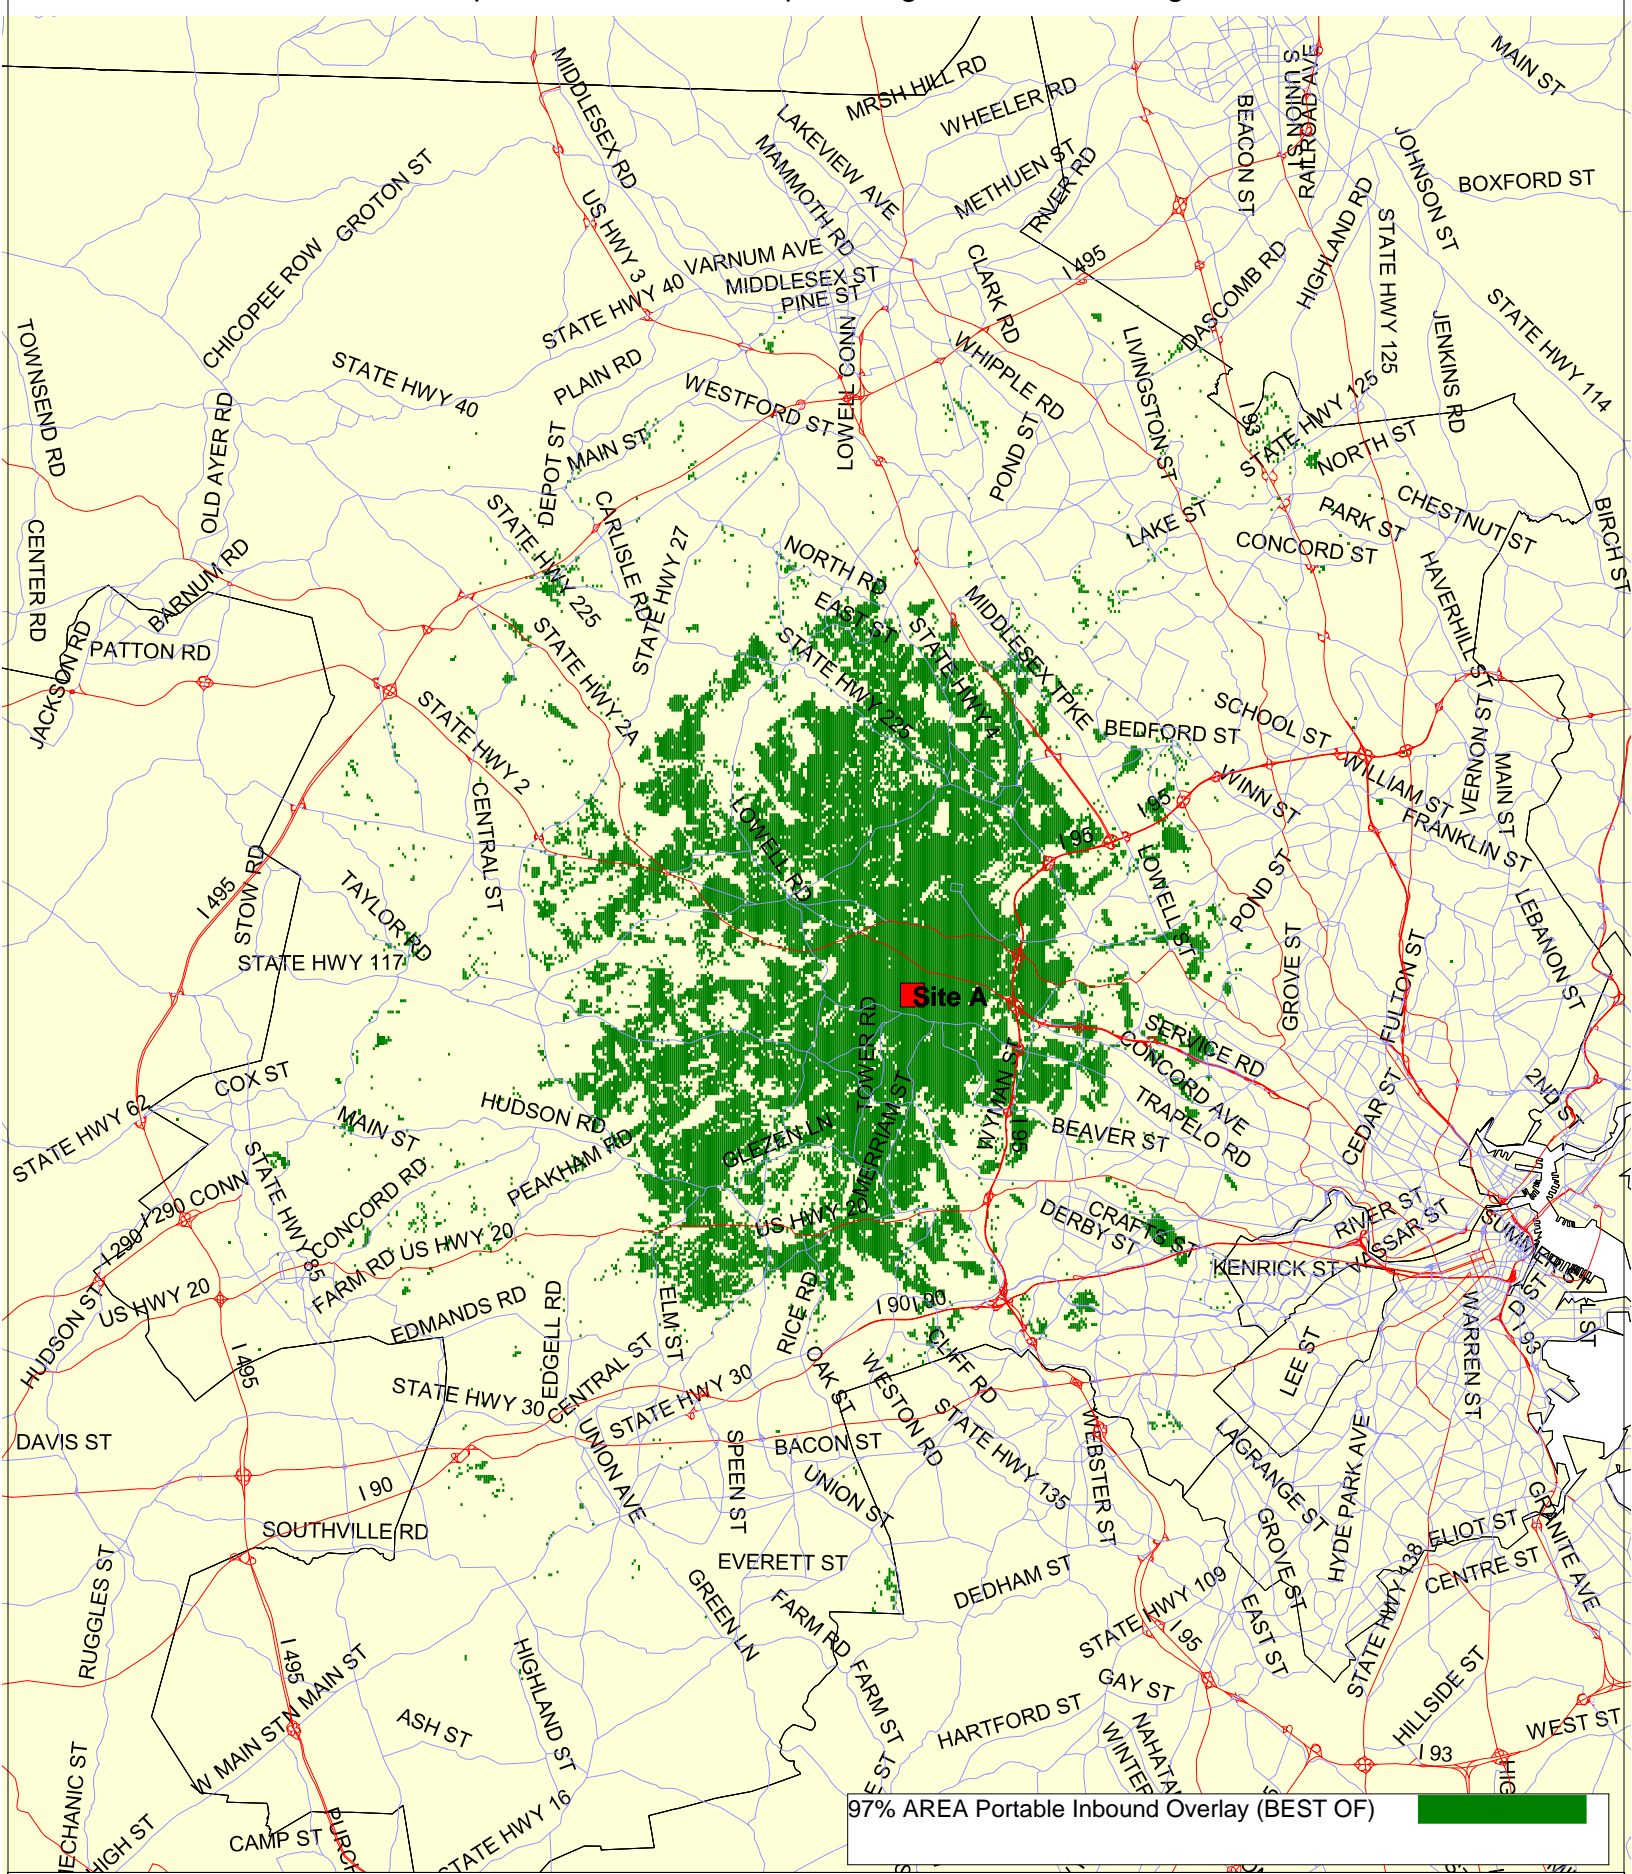 MIDDLESEX RD
MRSH HILL RD
WHEELER RD
LAKEVIEW AVE
MAMMOTH RD
METHUEN ST
RIVER RD
BEACON ST
S UNION ST
RAILROAD AVE
MAIN ST
JOHNSON ST
BOXFORD ST
HIGHLAND RD
STATE HWY 125
GROTON ST
CHICOPEE ROW
US HWY 3
VARNUM AVE
MIDDLESEX ST
PINE ST
STATE HWY 40
CLARK RD
I 495
DASCOMB RD
JENKINS RD
STATE HWY 114
TOWNSEND RD
STATE HWY 40
PLAIN RD
WESTFORD ST
LOWELL CONN
WHIPPLE RD
LIVINGSTON ST
I 93
STATE HWY 125
NORTH ST
OLD AYER RD
DEPOT ST
MAIN ST
POND ST
CHESTNUT ST
PARK ST
BIRCH ST
CENTER RD
BARNUM RD
STATE HWY 225
CARLISLE RD
STATE HWY 27
NORTH RD
EAST ST
LAKE ST
CONCORD ST
HAVERHILL ST
PATTON RD
JACKSON RD
STATE HWY 2A
STATE HWY 225
STATE HWY 4
MIDDLESEX TPKE
STATE HWY 2
BEDFORD ST
SCHOOL ST
WILLIAM ST
VERNON ST
MAIN ST
FRANKLIN ST
WINN ST
I 95
I 95
CENTRAL ST
LOWELL RD
LOWELL ST
POND ST
LEBANON ST
I 495
STOW RD
TAYLOR RD
STATE HWY 117
GROVE ST
FULTON ST
Site A
TOWER RD
SERVICE RD
CONCORD AVE
TRAPELO RD
COX ST
STATE HWY 62
MAIN ST
HUDSON RD
WYMAN ST
I 95
BEAVER ST
CEDAR ST
2ND ST
GLEZEN LN
MERRIAM ST
PEAKHAM RD
STATE HWY 85
CONCORD RD
I 290 CONN
I 290
US HWY 20
CRAFTS ST
DERBY ST
RIVER ST
FARM RD
US HWY 20
KENRICK ST
HUDSON ST
US HWY 20
EDMANDS RD
EDGELL RD
ELM ST
RICE RD
I 90
I 90
CLIFF RD
LEE ST
WARREN ST
I 93
I 495
STATE HWY 30
CENTRAL ST
STATE HWY 30
OAK ST
WESTON RD
STATE HWY 135
WEBSTER ST
LAGRANGE ST
HYDE PARK AVE
DAVIS ST
I 90
UNION AVE
SPEEN ST
BACON ST
UNION ST
GROVE ST
GRANITE AVE
SOUTHVILLE RD
EVERETT ST
ELIOT ST
CENTRE ST
RUGGLES ST
GREEN LN
FARM RD
DEDHAM ST
STATE HWY 109
I 95
EAST ST
STATE HWY 138
I 495
N MAIN ST
W MAIN ST
HIGHLAND ST
FARM ST
GAY ST
HARTFORD ST
HILLSIDE ST
WEST ST
ASH ST
I 93
CAMP ST
HIGH ST
97% AREA Portable Inbound Overlay (BEST OF)